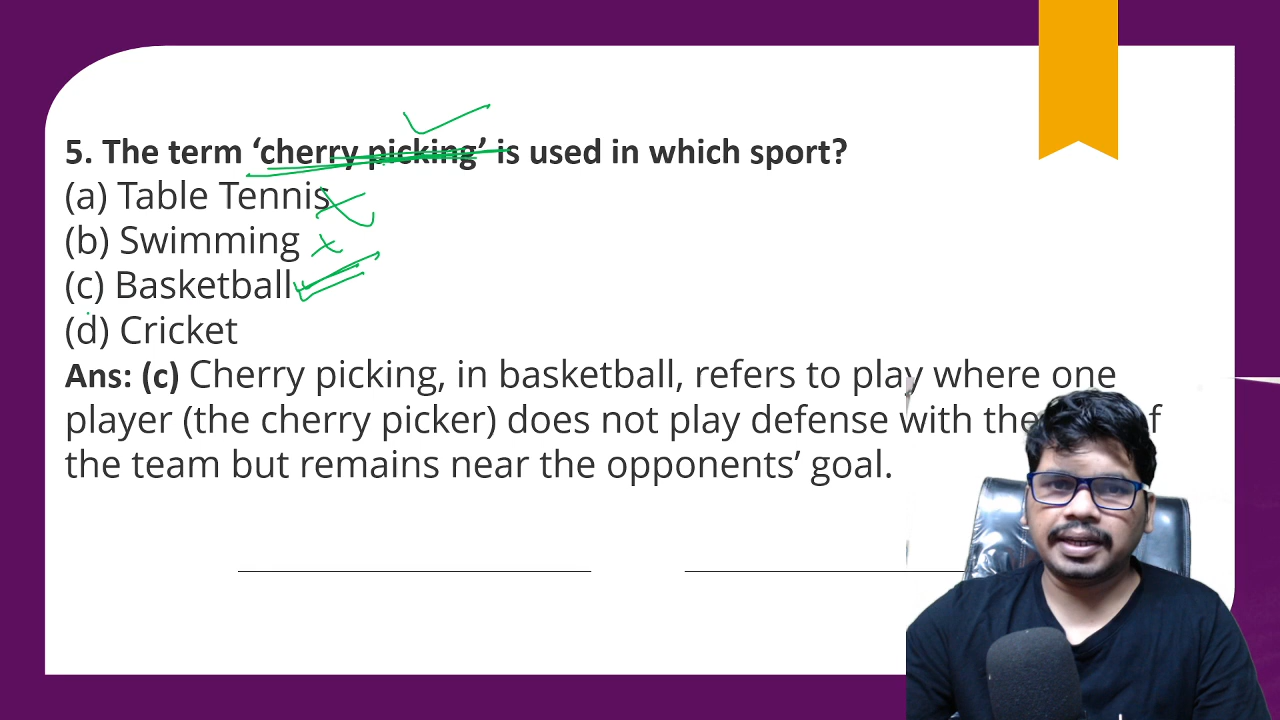 5. The term ‘cherry picking’ is used in which sport?
(a) Table Tennis
(b) Swimming
(c) Basketball
(d) Cricket
Ans: (c) Cherry picking, in basketball, refers to play where one
player (the cherry picker) does not play defense with the
the team but remains near the opponents’ goal.